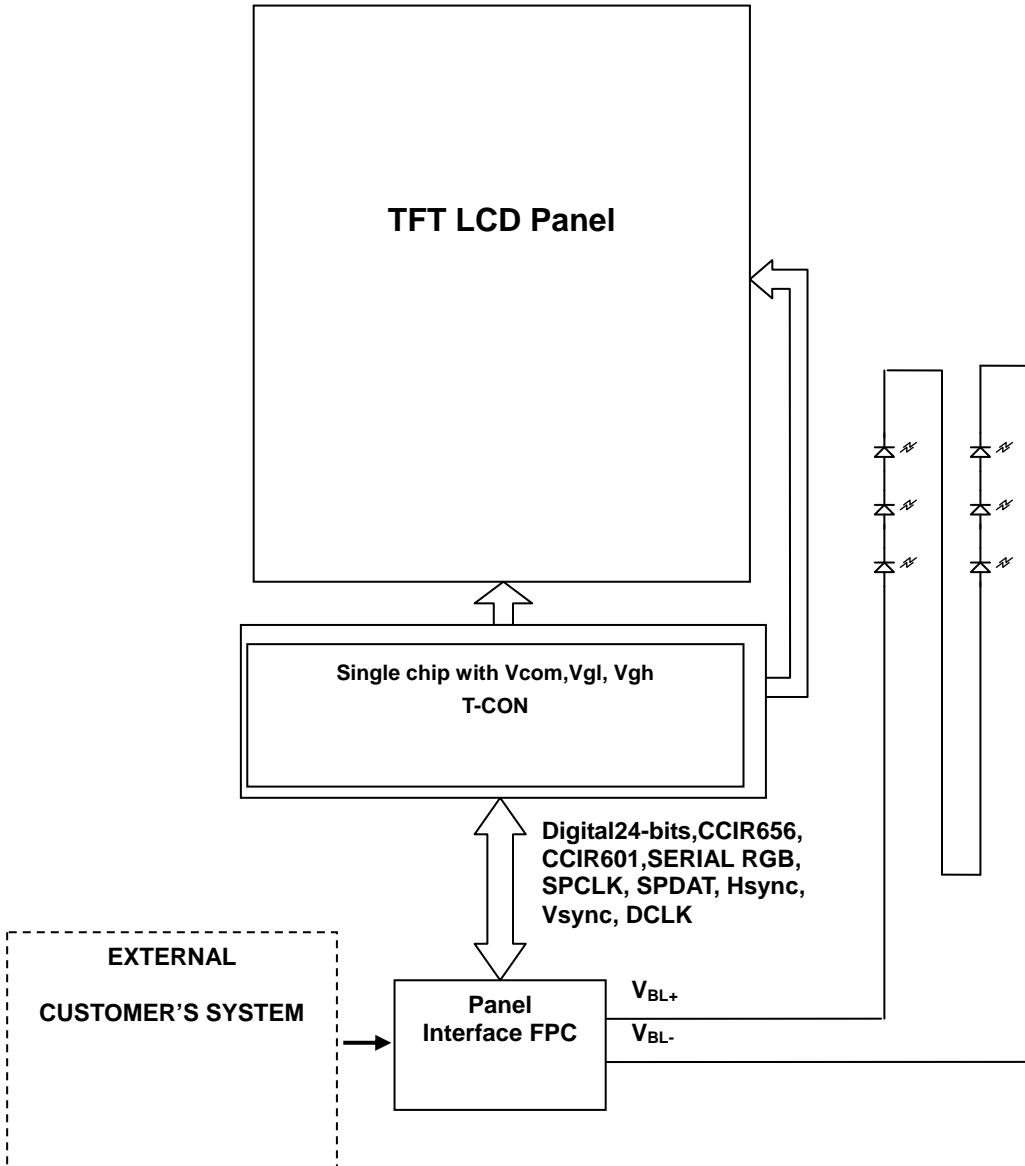 TFT LCD Panel
Single chip with Vcom,Vgl, Vgh
T-CON
Digital24-bits,CCIR656,
CCIR601,SERIAL RGB,
SPCLK, SPDAT, Hsync,
Vsync, DCLK
EXTERNAL
CUSTOMER'S SYSTEM
Panel
Interface FPC
VBL+
VBL-